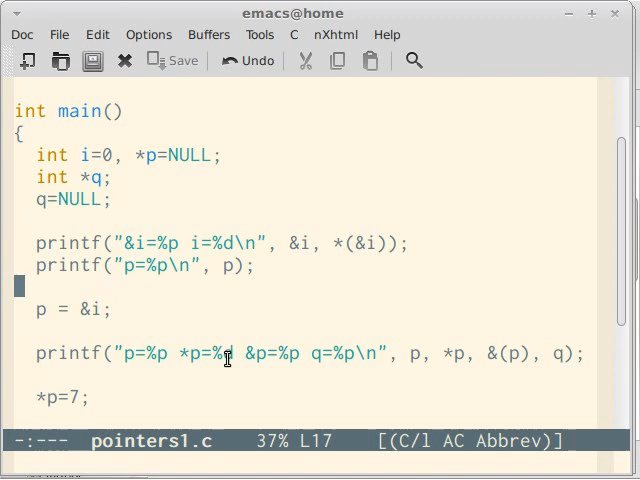 emacs@home
Doc File Edit Options Buffers Tools C nXhtml Help
Save Undo
int main()
{
int i=0, *p=NULL;
int *q;
q=NULL;
printf("&i=%p i=%d\n", &i, *(&i));
printf("p=%p\n", p);
p = &i;
printf("p=%p *p=%d &p=%p q=%p\n", p, *p, &(p), q);
*p=7;
-:--- pointers1.c 37% L17 [(C/l AC Abbrev)]